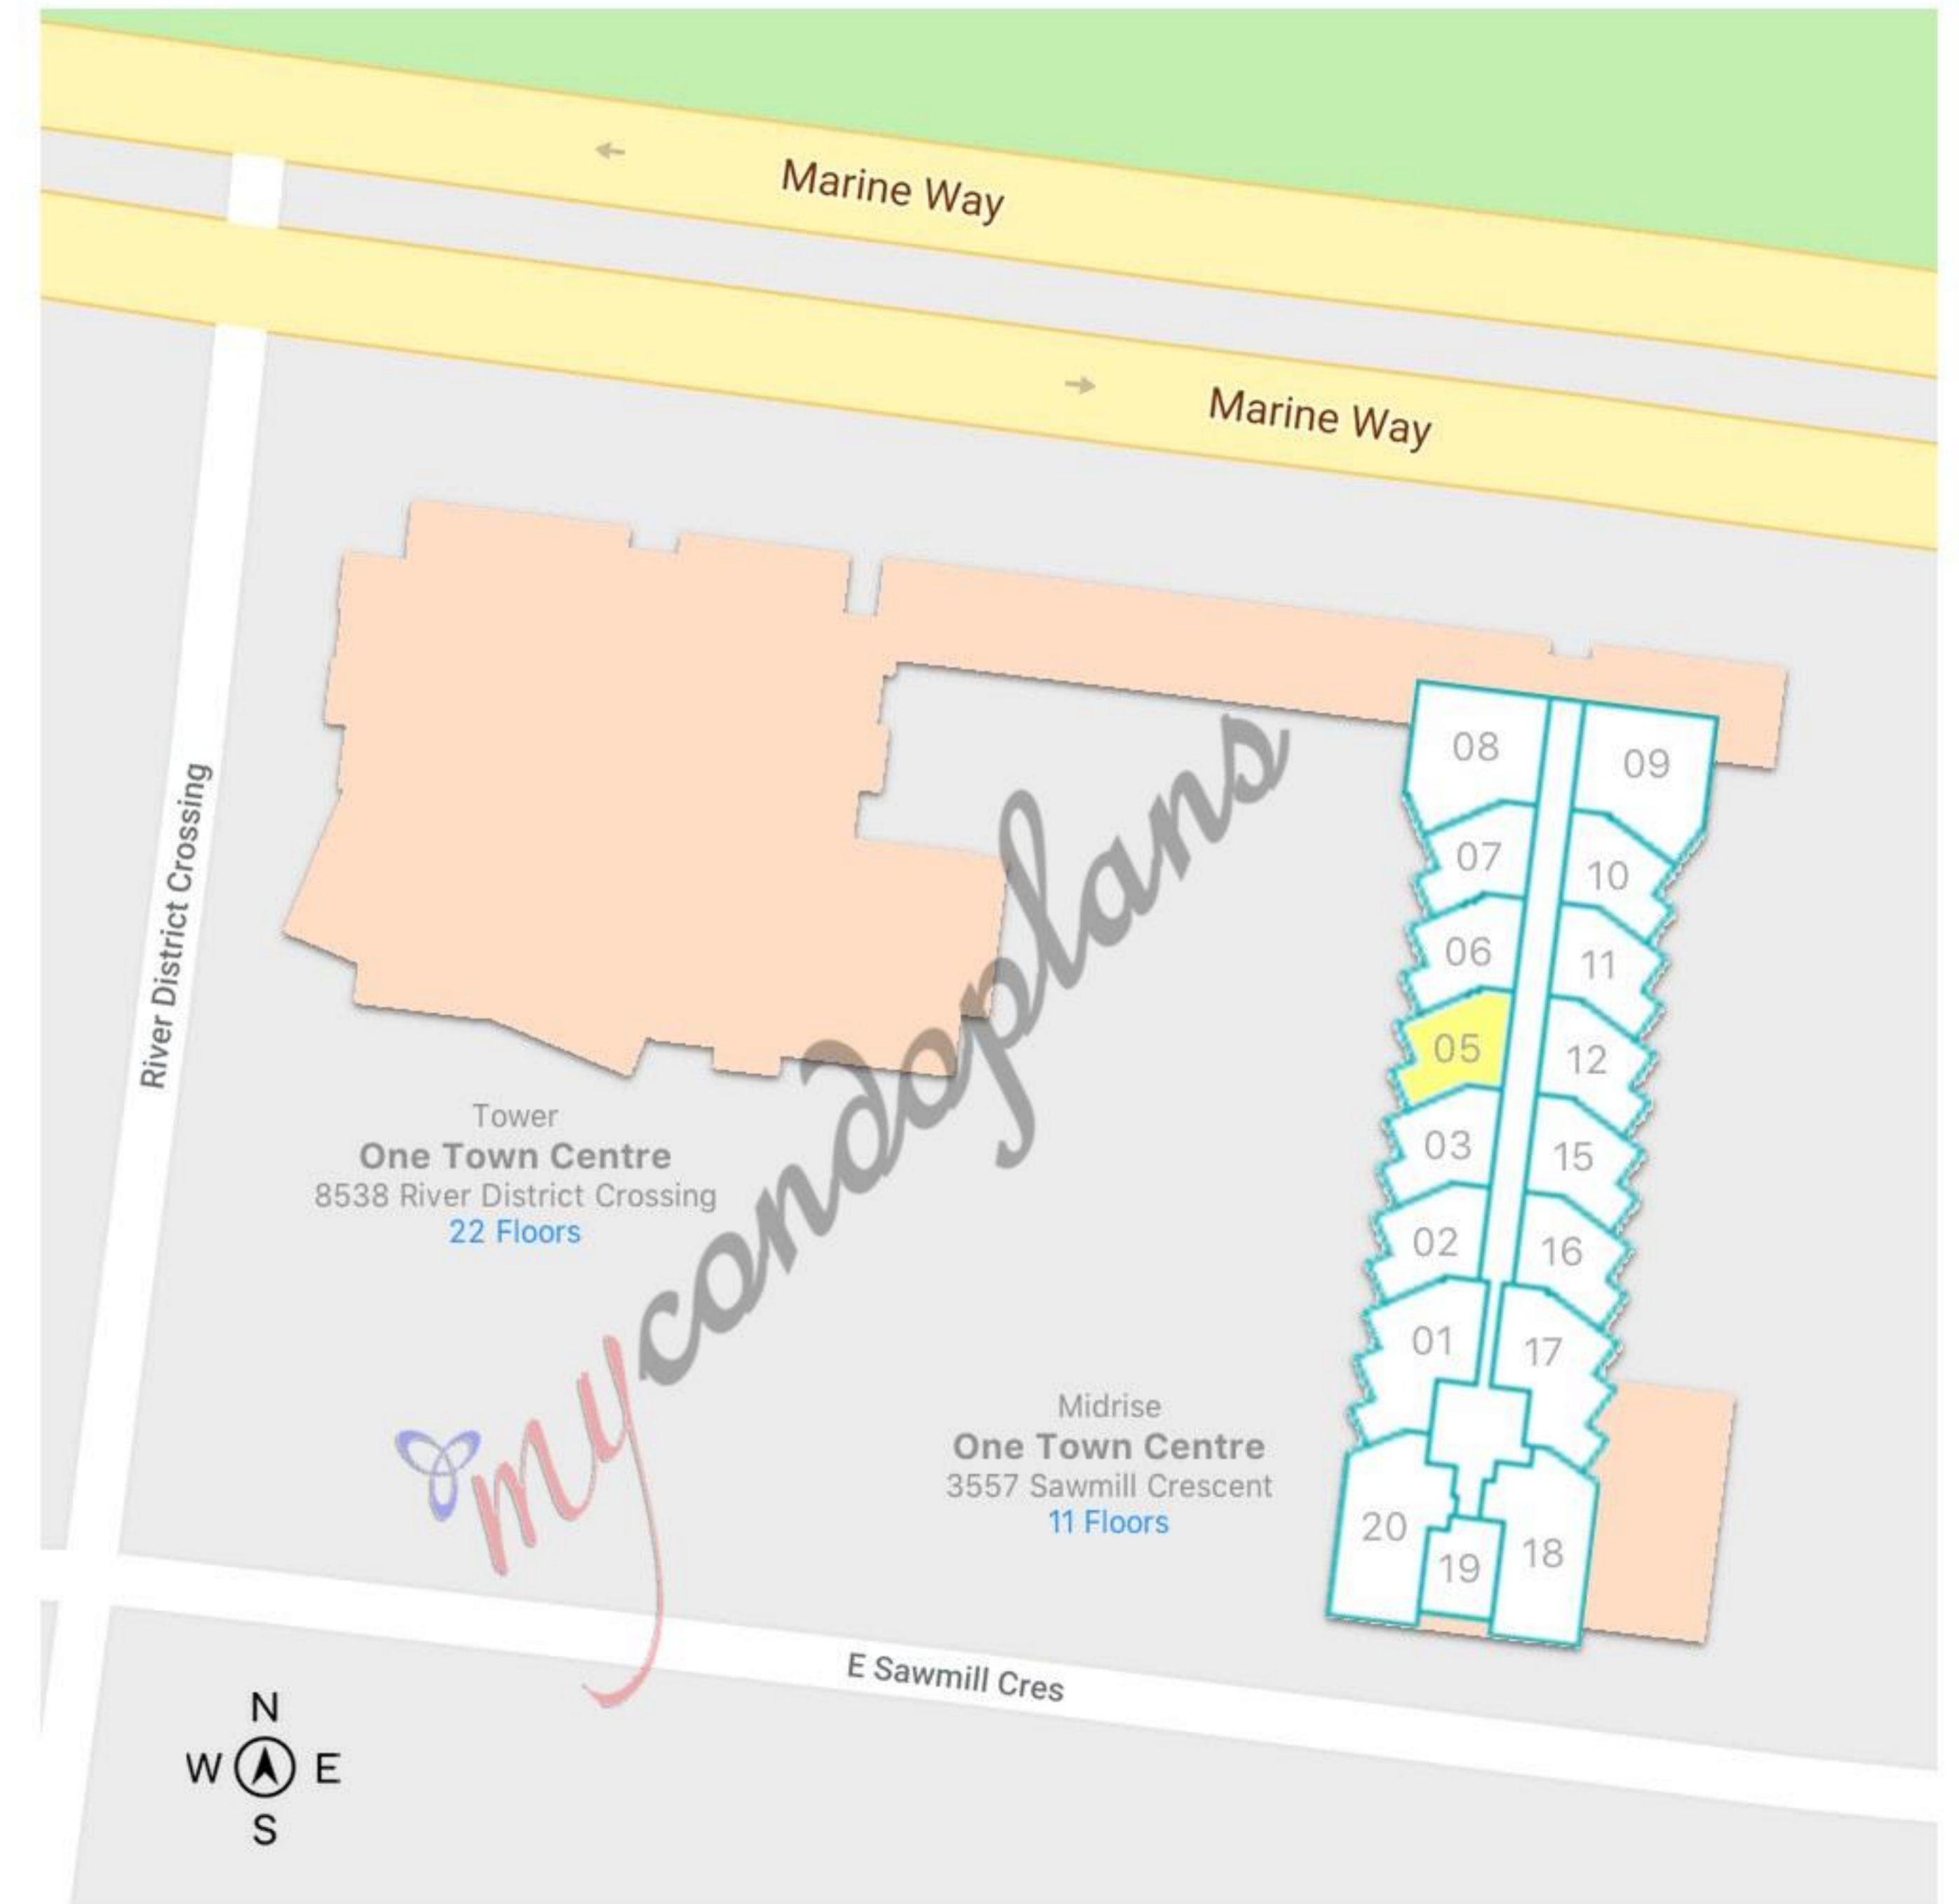 Marine Way
Marine Way
River District Crossing
08
09
07
10
06
11
05
12
03
15
02
16
01
17
20
19
18
Tower
One Town Centre
8538 River District Crossing
22 Floors
mycondoplans
Midrise
One Town Centre
3557 Sawmill Crescent
11 Floors
E Sawmill Cres
N
W E
S